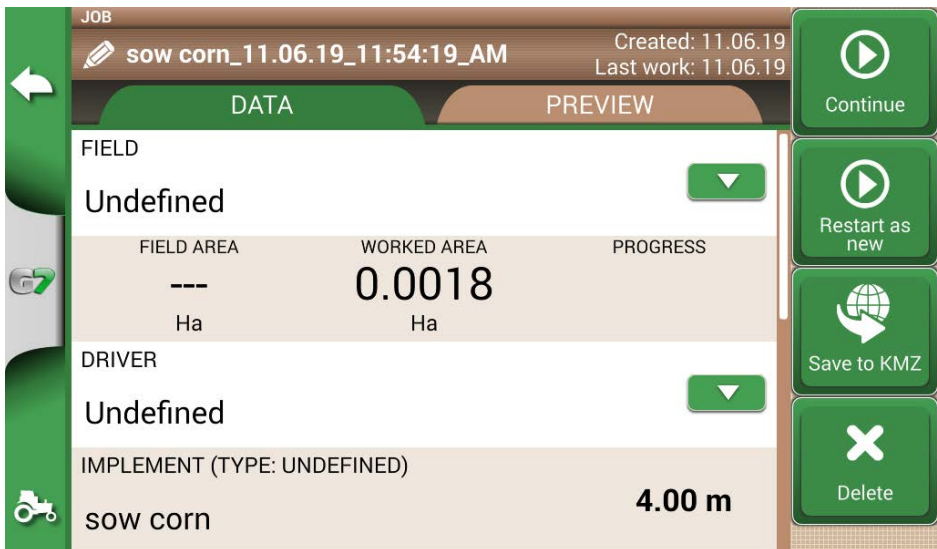 JOB
sow corn_11.06.19_11:54:19_AM
Created: 11.06.19
Last work: 11.06.19
DATA
PREVIEW
FIELD
Undefined
FIELD AREA
WORKED AREA
PROGRESS
---
0.0018
Ha
Ha
DRIVER
Undefined
IMPLEMENT (TYPE: UNDEFINED)
sow corn
4.00 m
Continue
Restart as
new
Save to KMZ
Delete
G7